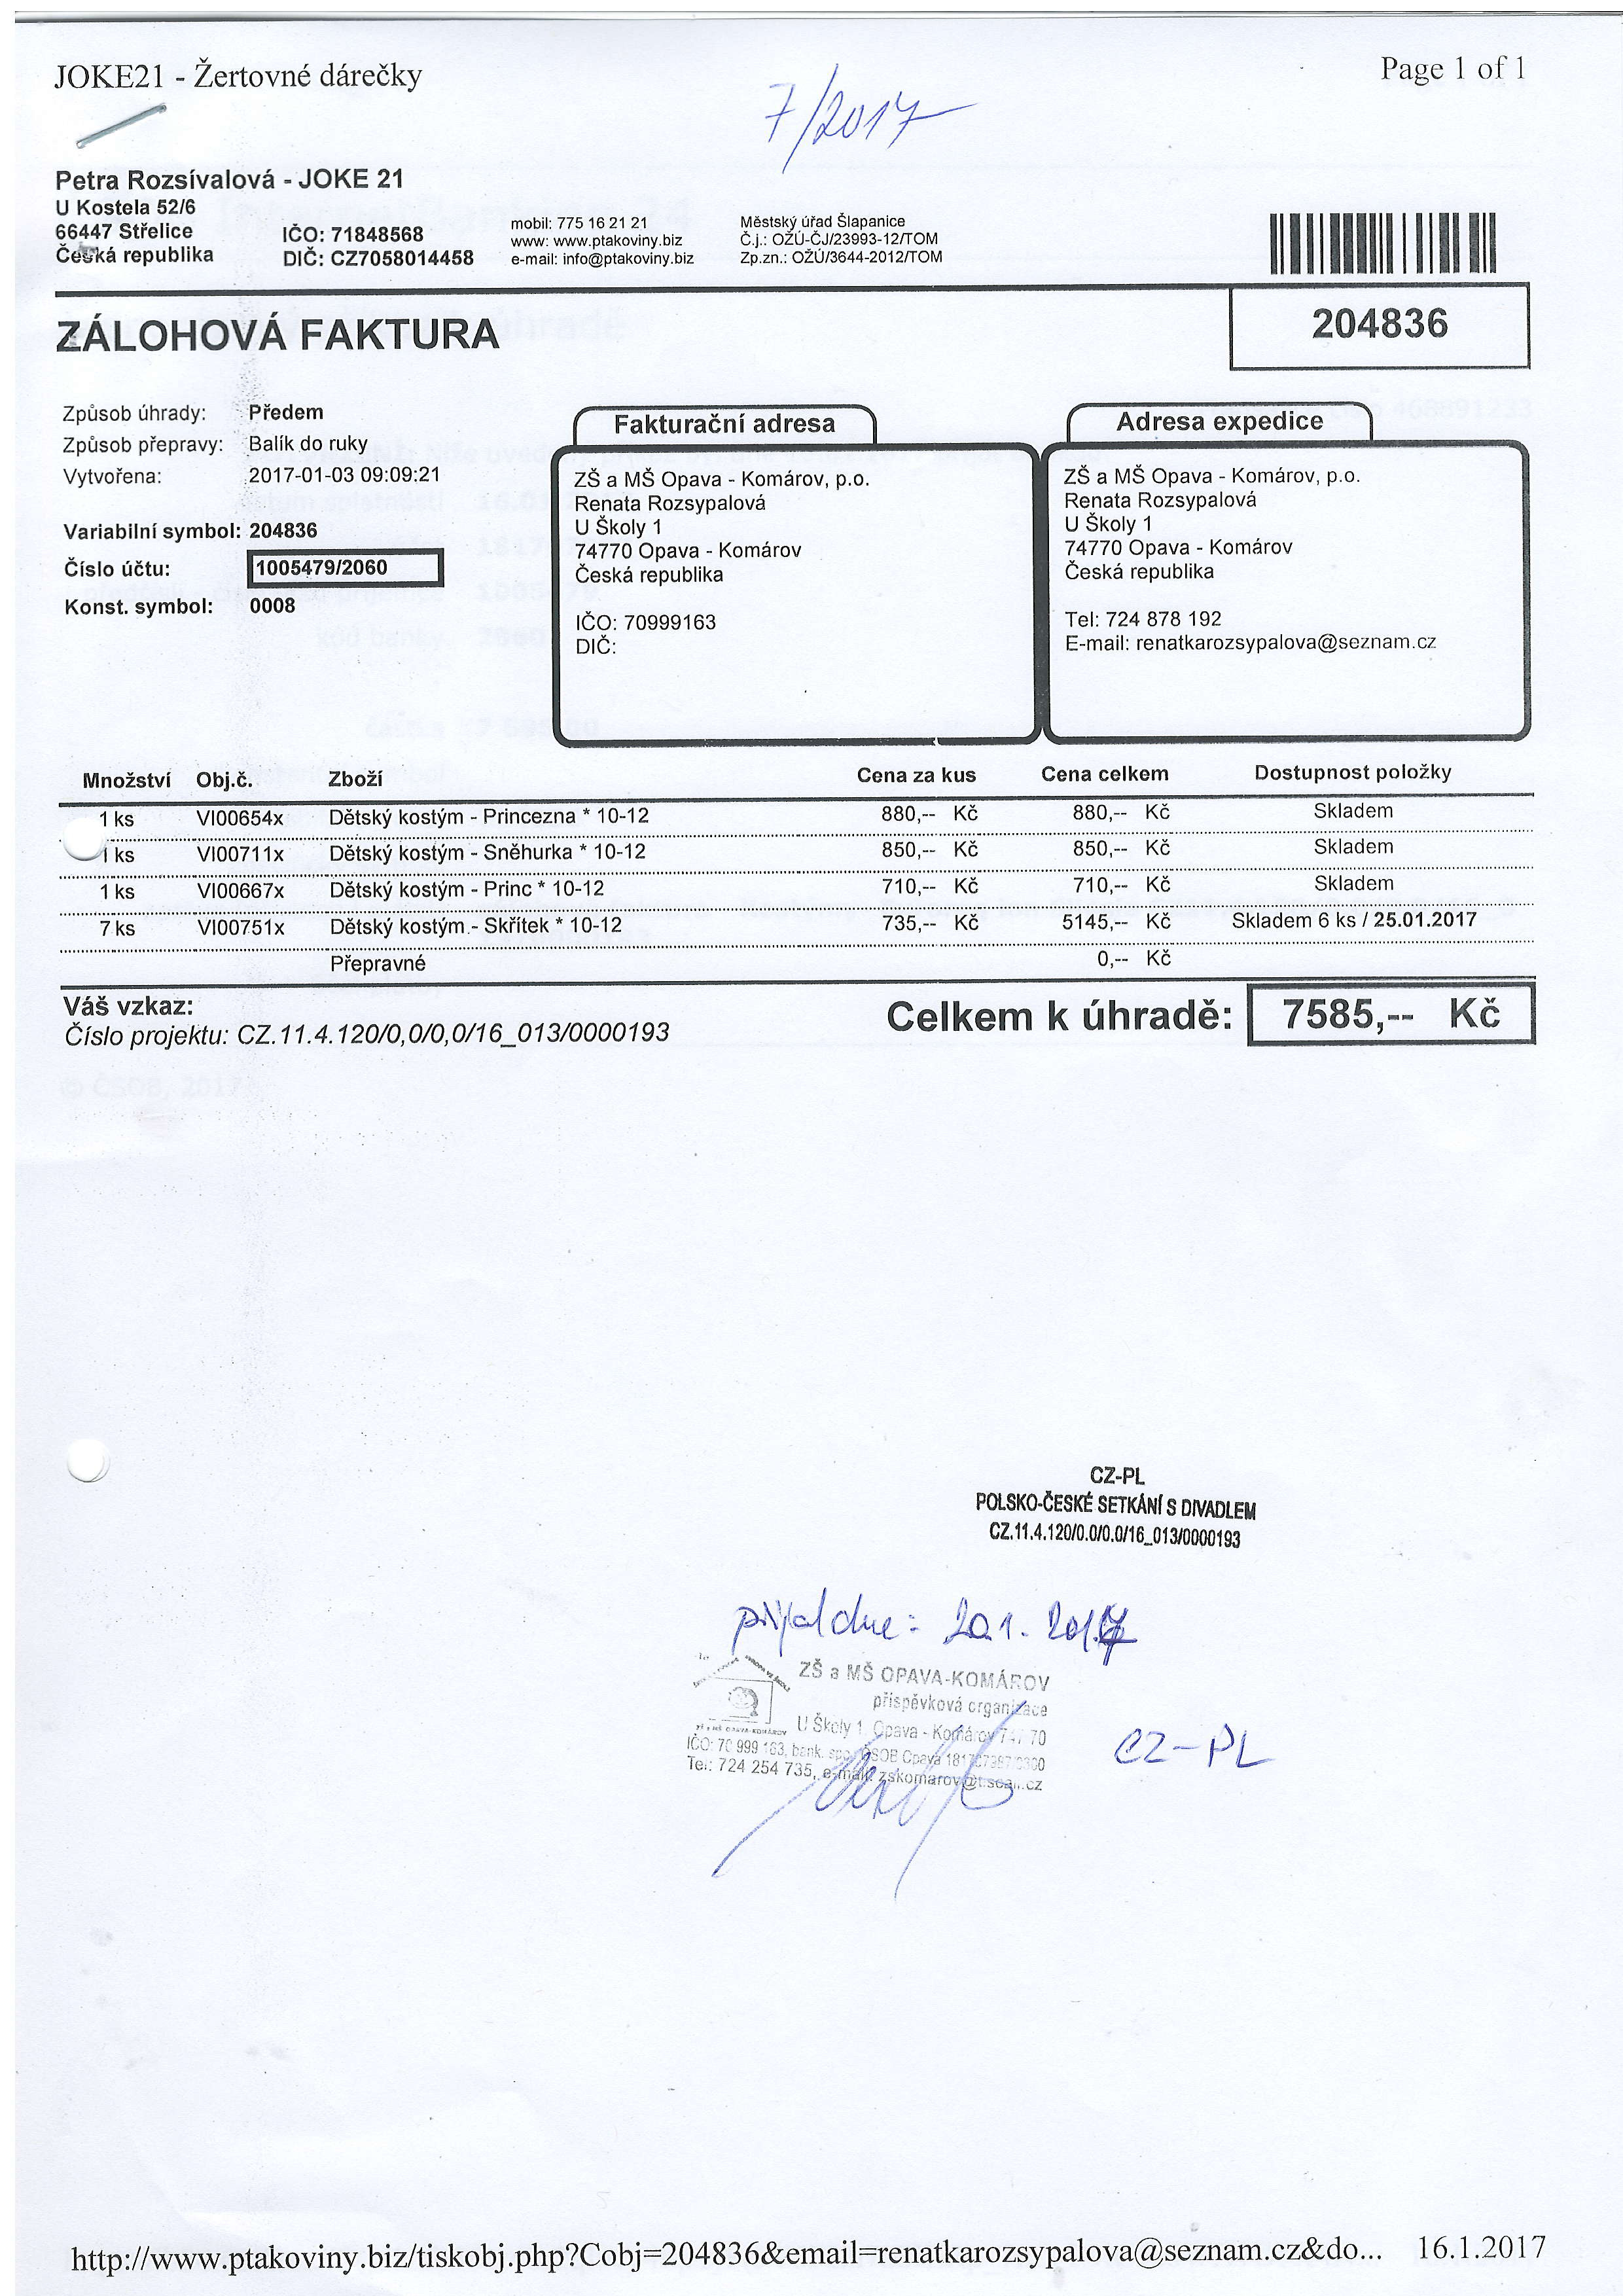 JOKE21 - Žertovné dárečky
Page 1 of 1
7/2017
Petra Rozsívalová - JOKE 21
U Kostela 52/6
66447 Střelice
Česká republika
IČO: 71848568
DIČ: CZ7058014458
mobil: 775 16 21 21
www: www.ptakoviny.biz
e-mail: info@ptakoviny.biz
Městský úřad Šlapanice
Č.j.: OŽÚ-ČJ/23993-12/TOM
Zp.zn.: OŽÚ/3644-2012/TOM
ZÁLOHOVÁ FAKTURA
204836
Způsob úhrady: Předem
Způsob přepravy: Balík do ruky
Vytvořena: 2017-01-03 09:09:21
Variabilní symbol: 204836
Číslo účtu: 1005479/2060
Konst. symbol: 0008
Fakturační adresa
ZŠ a MŠ Opava - Komárov, p.o.
Renata Rozsypalová
U Školy 1
74770 Opava - Komárov
Česká republika
IČO: 70999163
DIČ:
Adresa expedice
ZŠ a MŠ Opava - Komárov, p.o.
Renata Rozsypalová
U Školy 1
74770 Opava - Komárov
Česká republika
Tel: 724 878 192
E-mail: renatkarozsypalova@seznam.cz
Množství Obj.č. Zboží Cena za kus Cena celkem Dostupnost položky
1 ks VI00654x Dětský kostým - Princezna * 10-12 880,-- Kč 880,-- Kč Skladem
1 ks VI00711x Dětský kostým - Sněhurka * 10-12 850,-- Kč 850,-- Kč Skladem
1 ks VI00667x Dětský kostým - Princ * 10-12 710,-- Kč 710,-- Kč Skladem
7 ks VI00751x Dětský kostým - Skřítek * 10-12 735,-- Kč 5145,-- Kč Skladem 6 ks / 25.01.2017
Přepravné 0,-- Kč
Váš vzkaz:
Číslo projektu: CZ.11.4.120/0,0/0,0/16_013/0000193
Celkem k úhradě: 7585,-- Kč
© ČSOB, 2017
CZ-PL
POLSKO-ČESKÉ SETKÁNÍ S DIVADLEM
CZ.11.4.120/0.0/0.0/16_013/0000193
přijal dne: 20.1. 2017
ZŠ a MŠ OPAVA-KOMÁROV
příspěvková organizace
U Školy 1, Opava - Komárov 747 70
IČO: 70 999 163, bank. spoj. ČSOB Opava
Tel: 724 254 735, e-mail:
CZ-PL
http://www.ptakoviny.biz/tiskobj.php?Cobj=204836&email=renatkarozsypalova@seznam.cz&do... 16.1.2017